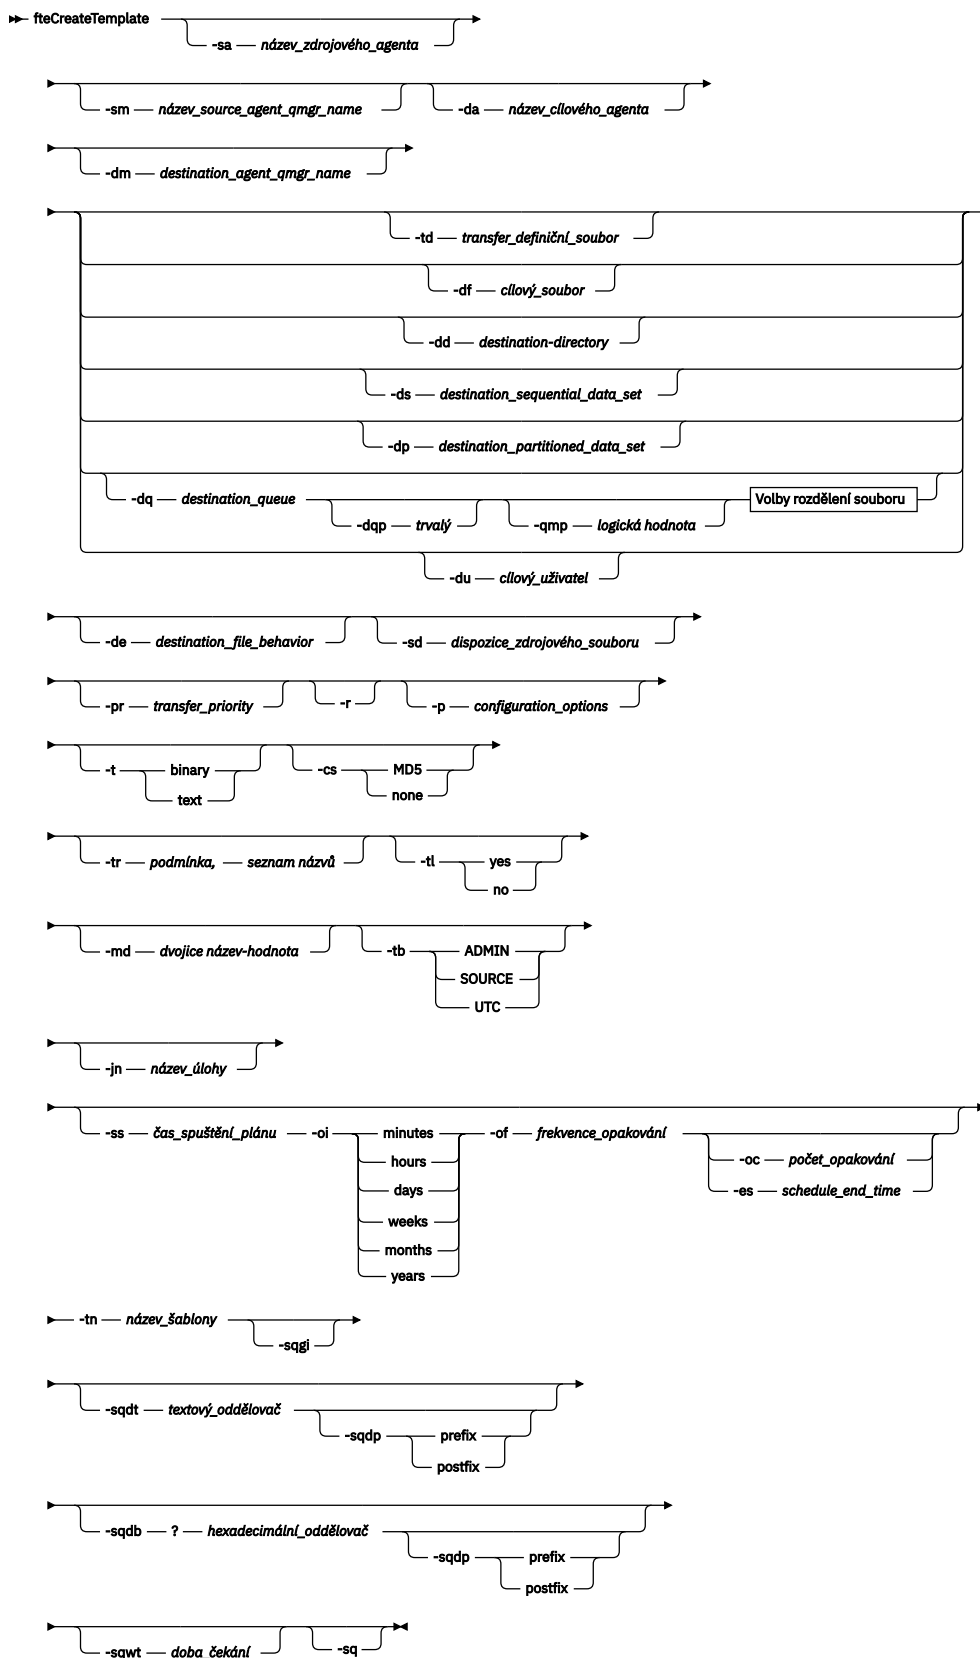 fteCreateTemplate
-sa název_zdrojového_agenta
-sm název_source_agent_qmgr_name -da název_cílového_agenta
-dm destination_agent_qmgr_name
-td transfer_definiční_soubor
-df cílový_soubor
-dd destination-directory
-ds destination_sequential_data_set
-dp destination_partitioned_data_set
-dq destination_queue Volby rozdělení souboru
-dqp trvalý -qmp logická hodnota
-du cílový_uživatel
-de destination_file_behavior -sd dispozice_zdrojového_souboru
-pr transfer_priority -r -p configuration_options
-t binary -cs MD5
text none
-tr podmínka, seznam názvů -tl yes
no
-md dvojice název-hodnota -tb ADMIN
SOURCE
UTC
-jn název_úlohy
-ss čas_spuštění_plánu -oi minutes -of frekvence_opakování
hours -oc počet_opakování
days -es schedule_end_time
weeks
months
years
-tn název_šablony
-sqgi
-sqdt textový_oddělovač
-sqdp prefix
postfix
-sqdb ? hexadecimální_oddělovač
-sqdp prefix
postfix
-sqwt doba_čekání -sq